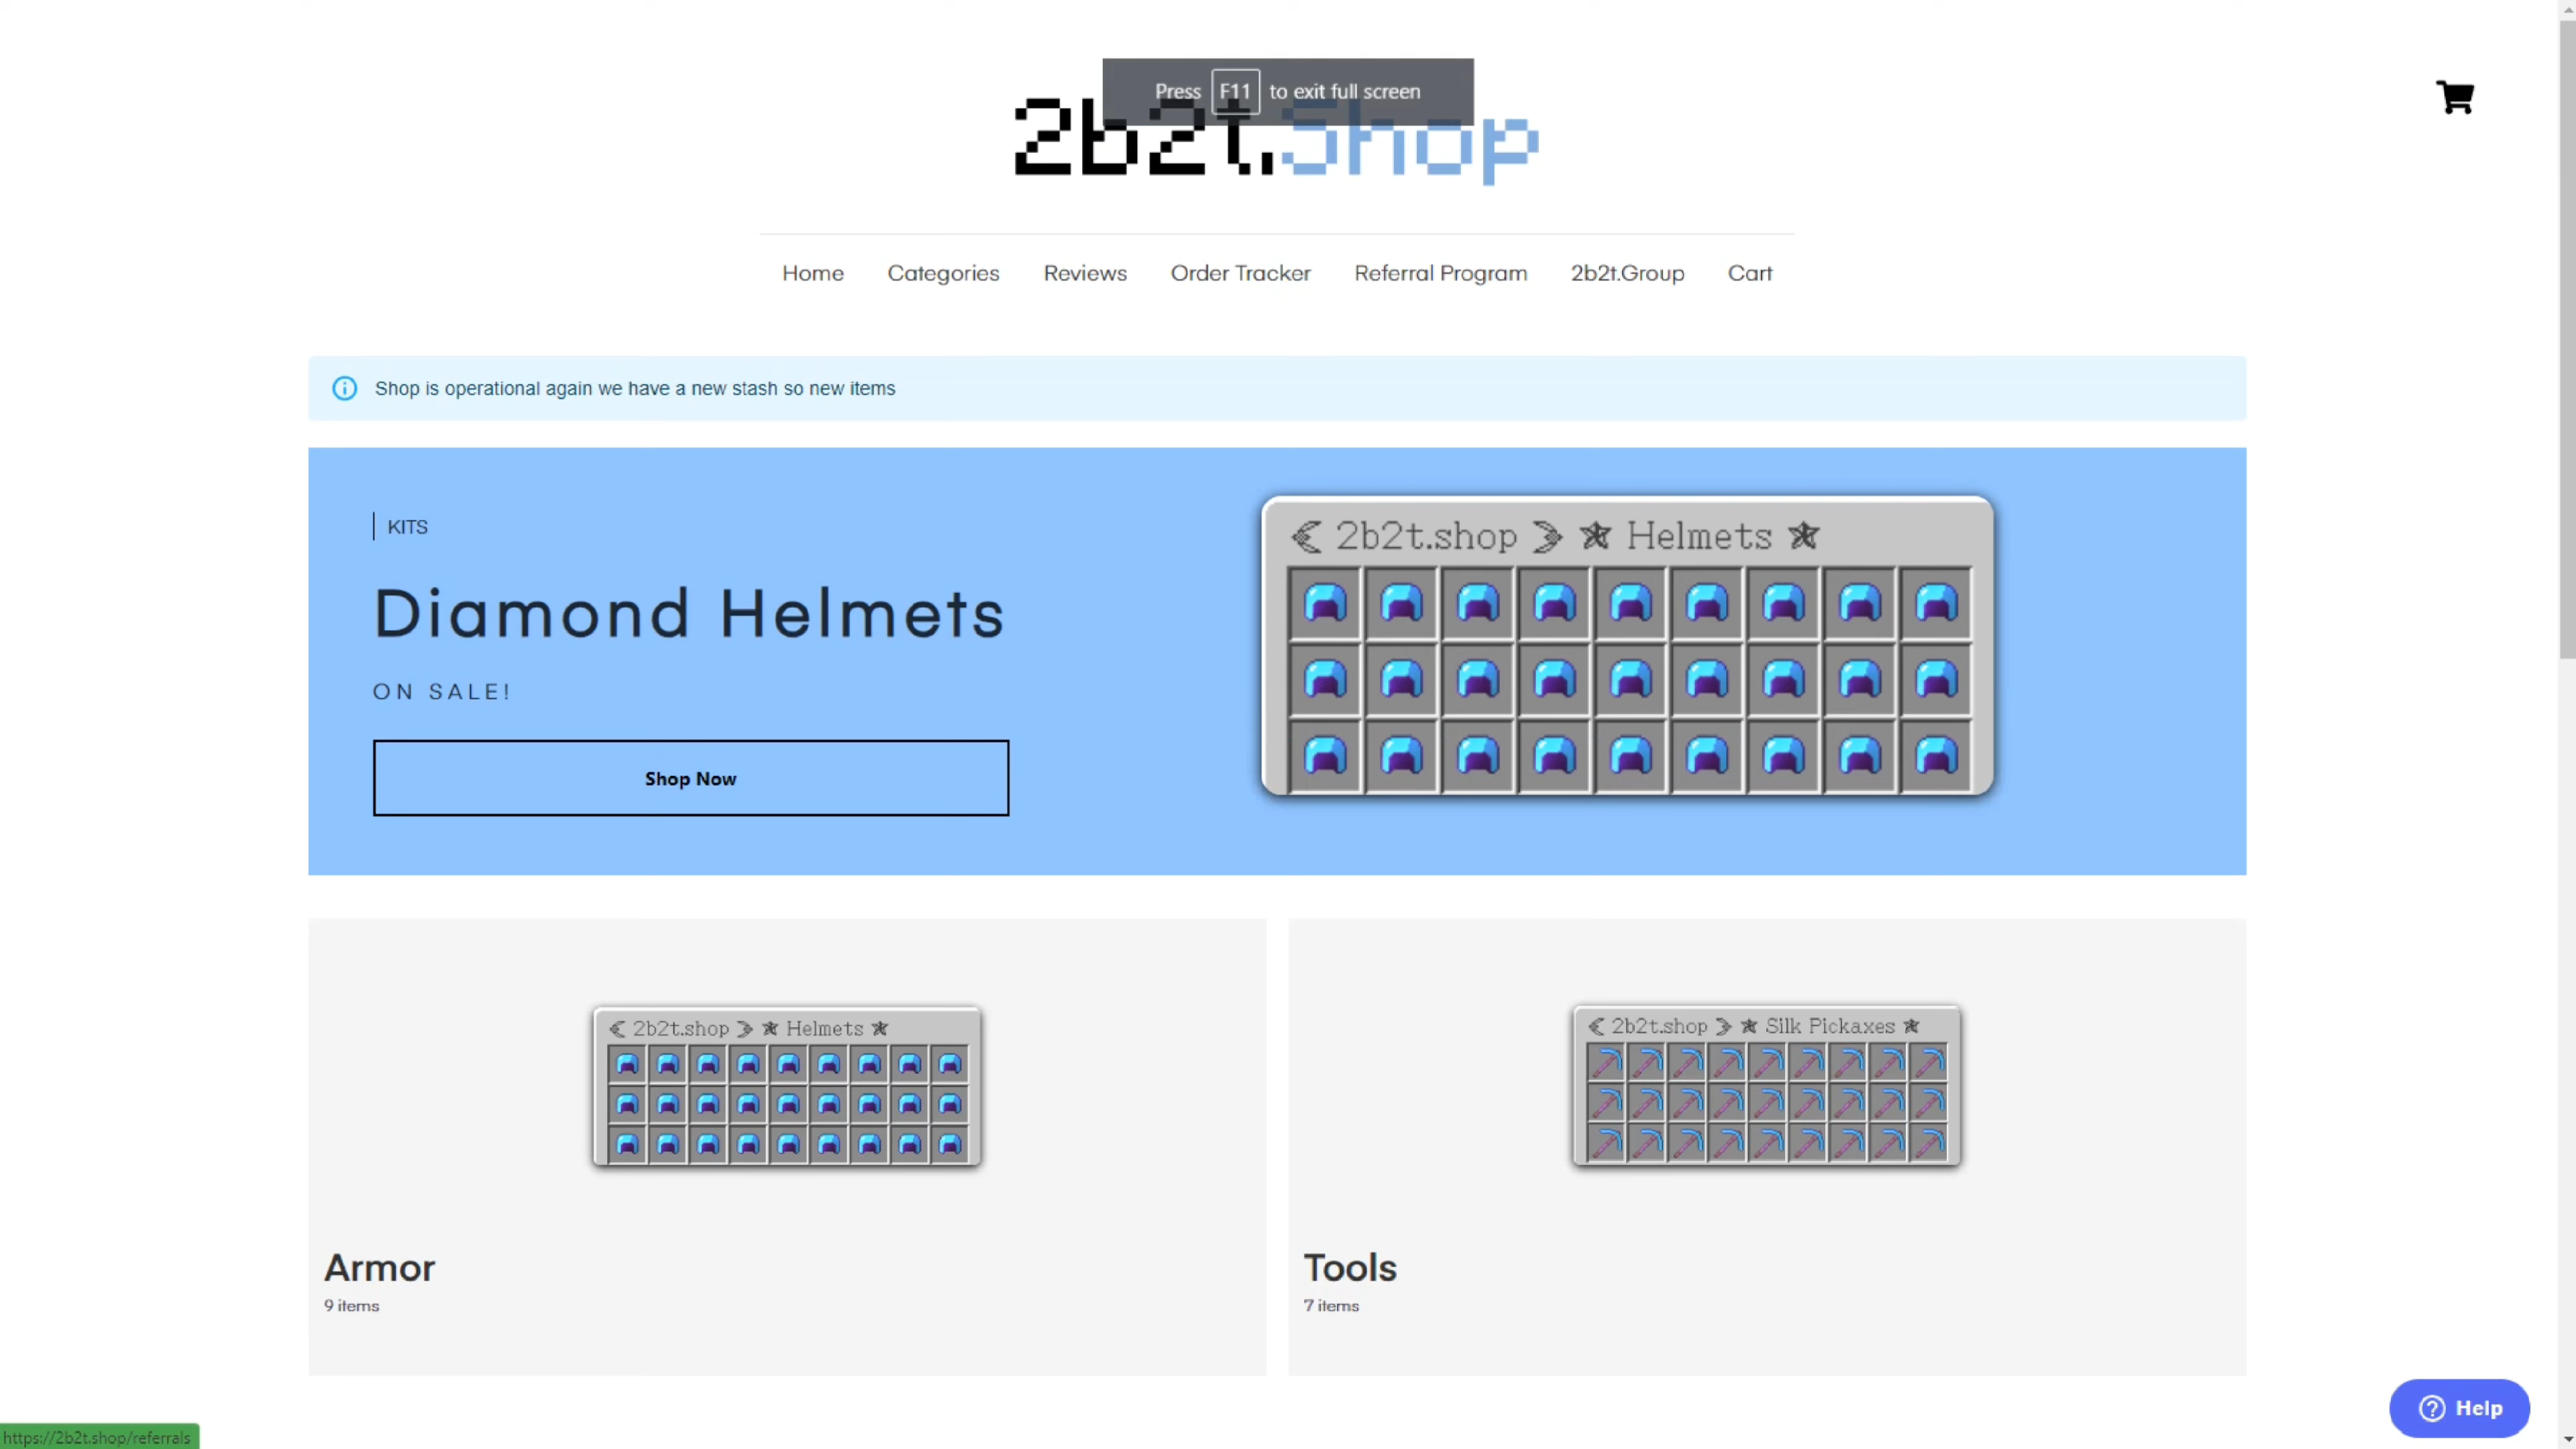 Press F11 to exit full screen
2b2t.Shop
Home Categories Reviews Order Tracker Referral Program 2b2t.Group Cart
Shop is operational again we have a new stash so new items
KITS
Diamond Helmets
ON SALE!
Shop Now
2b2t.shop ★ Helmets ★
2b2t.shop ★ Helmets ★
Armor
9 items
2b2t.shop ★ Silk Pickaxes ★
Tools
7 items
Help
https://2b2t.shop/referrals